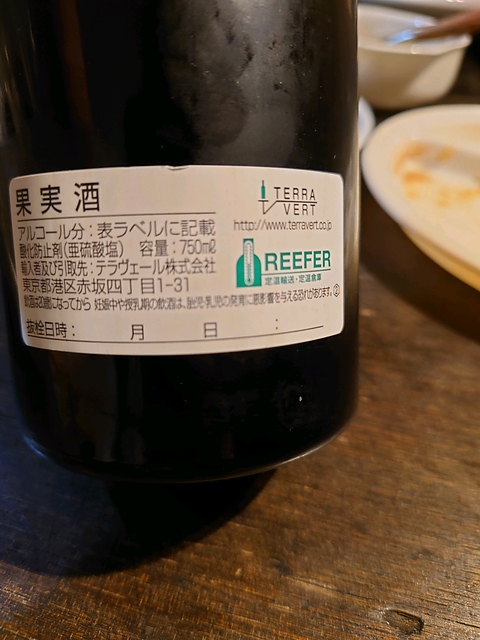 果実酒
アルコール分：表ラベルに記載
酸化防止剤(亜硫酸塩) 容量：750mℓ
輸入者及び引取先：テラヴェール株式会社
東京都港区赤坂四丁目1-31
飲酒は20歳になってから 妊娠中や授乳期の飲酒は、胎児・乳児の発育に悪影響を与える恐れがあります。
抜栓日時： 月 日 ：
TERRA
VERT
http://www.terravert.co.jp
REEFER
定温輸送・定温倉庫